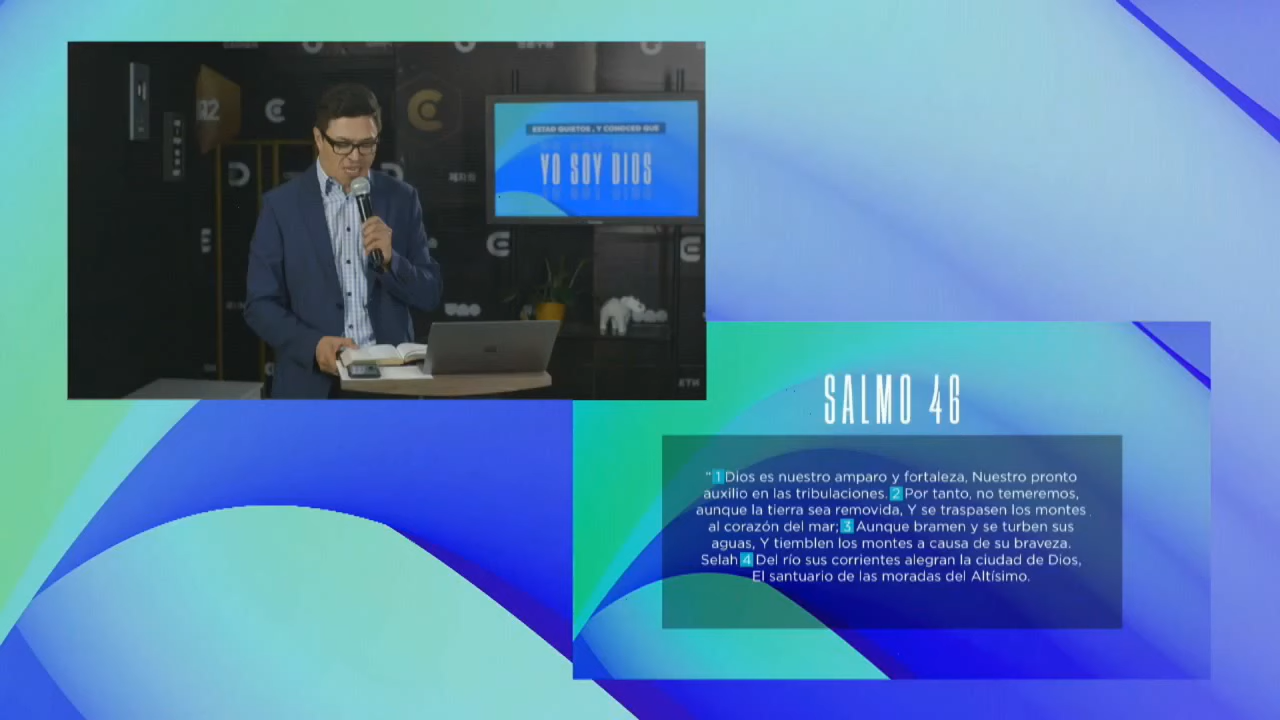 12
ESTAD QUIETOS , Y CONOCED QUE
YO SOY DIOS
UNO
ETH
SALMO 46
“ 1 Dios es nuestro amparo y fortaleza, Nuestro pronto
auxilio en las tribulaciones. 2 Por tanto, no temeremos,
aunque la tierra sea removida, Y se traspasen los montes
al corazón del mar; 3 Aunque bramen y se turben sus
aguas, Y tiemblen los montes a causa de su braveza.
Selah 4 Del río sus corrientes alegran la ciudad de Dios,
El santuario de las moradas del Altísimo.